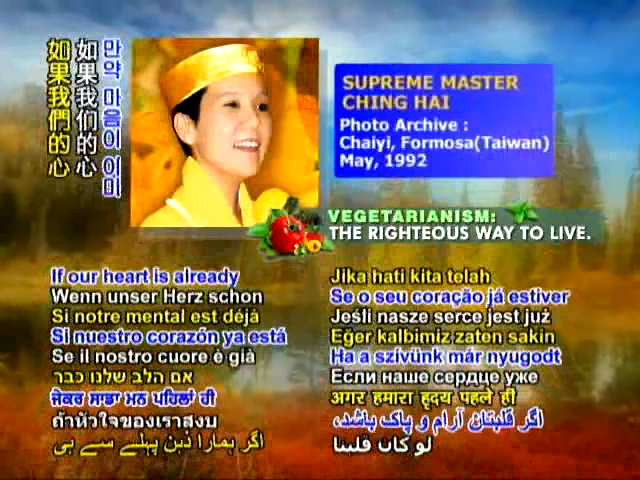 如果我們的心
如果我们的心
만약 마음이 이미
SUPREME MASTER
CHING HAI
Photo Archive :
Chaiyi, Formosa(Taiwan)
May, 1992
VEGETARIANISM:
THE RIGHTEOUS WAY TO LIVE.
If our heart is already
Wenn unser Herz schon
Si notre mental est déjà
Si nuestro corazón ya está
Se il nostro cuore è già
אם הלב שלנו כבר
ਜੇਕਰ ਸਾਡਾ ਮਨ ਪਹਿਲਾਂ ਹੀ
ถ้าหัวใจของเราสงบ
اگر ہمارا ذہن پہلے سے ہی
Jika hati kita telah
Se o seu coração já estiver
Jeśli nasze serce jest już
Eğer kalbimiz zaten sakin
Ha a szívünk már nyugodt
Если наше сердце уже
अगर हमारा हृदय पहले ही
اگر قلبتان آرام و پاک باشد،
لو كان قلبنا